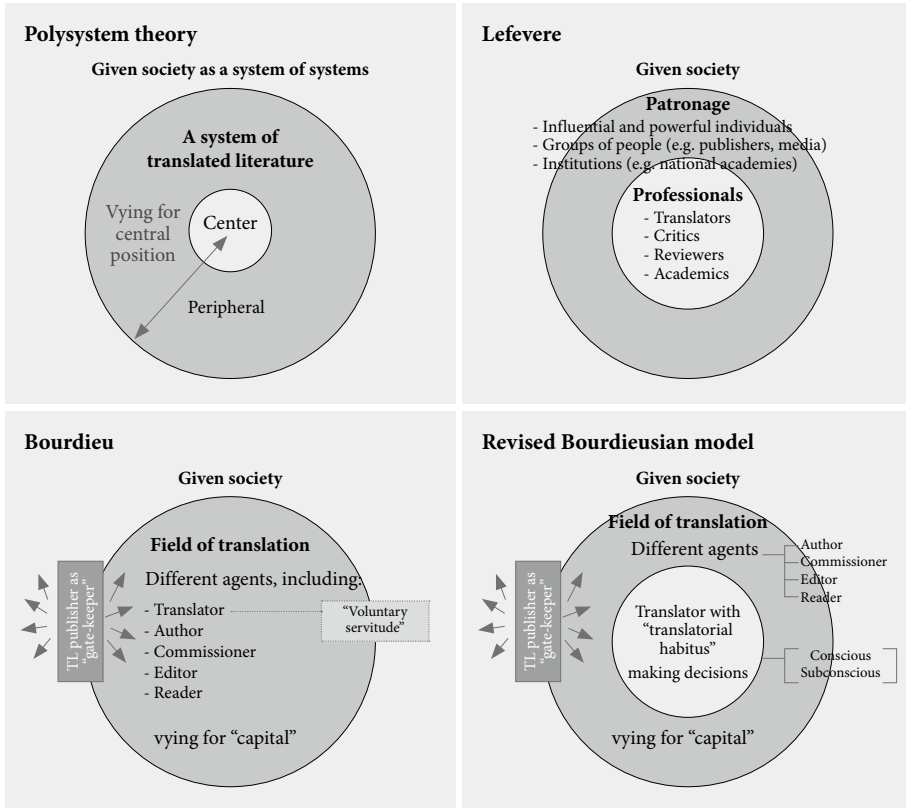 Polysystem theory
Given society as a system of systems
A system of
translated literature
Vying for
central
position
Center
Peripheral
Lefevere
Given society
Patronage
- Influential and powerful individuals
- Groups of people (e.g. publishers, media)
- Institutions (e.g. national academies)
Professionals
- Translators
- Critics
- Reviewers
- Academics
Bourdieu
Given society
Field of translation
Different agents, including:
- Translator
- Author
- Commissioner
- Editor
- Reader
"Voluntary
servitude"
TL publisher as
"gate-keeper"
vying for "capital"
Revised Bourdieusian model
Given society
Field of translation
Different agents
Author
Commissioner
Editor
Reader
TL publisher as
"gate-keeper"
Translator with
"translatorial
habitus"
making decisions
Conscious
Subconscious
vying for "capital"